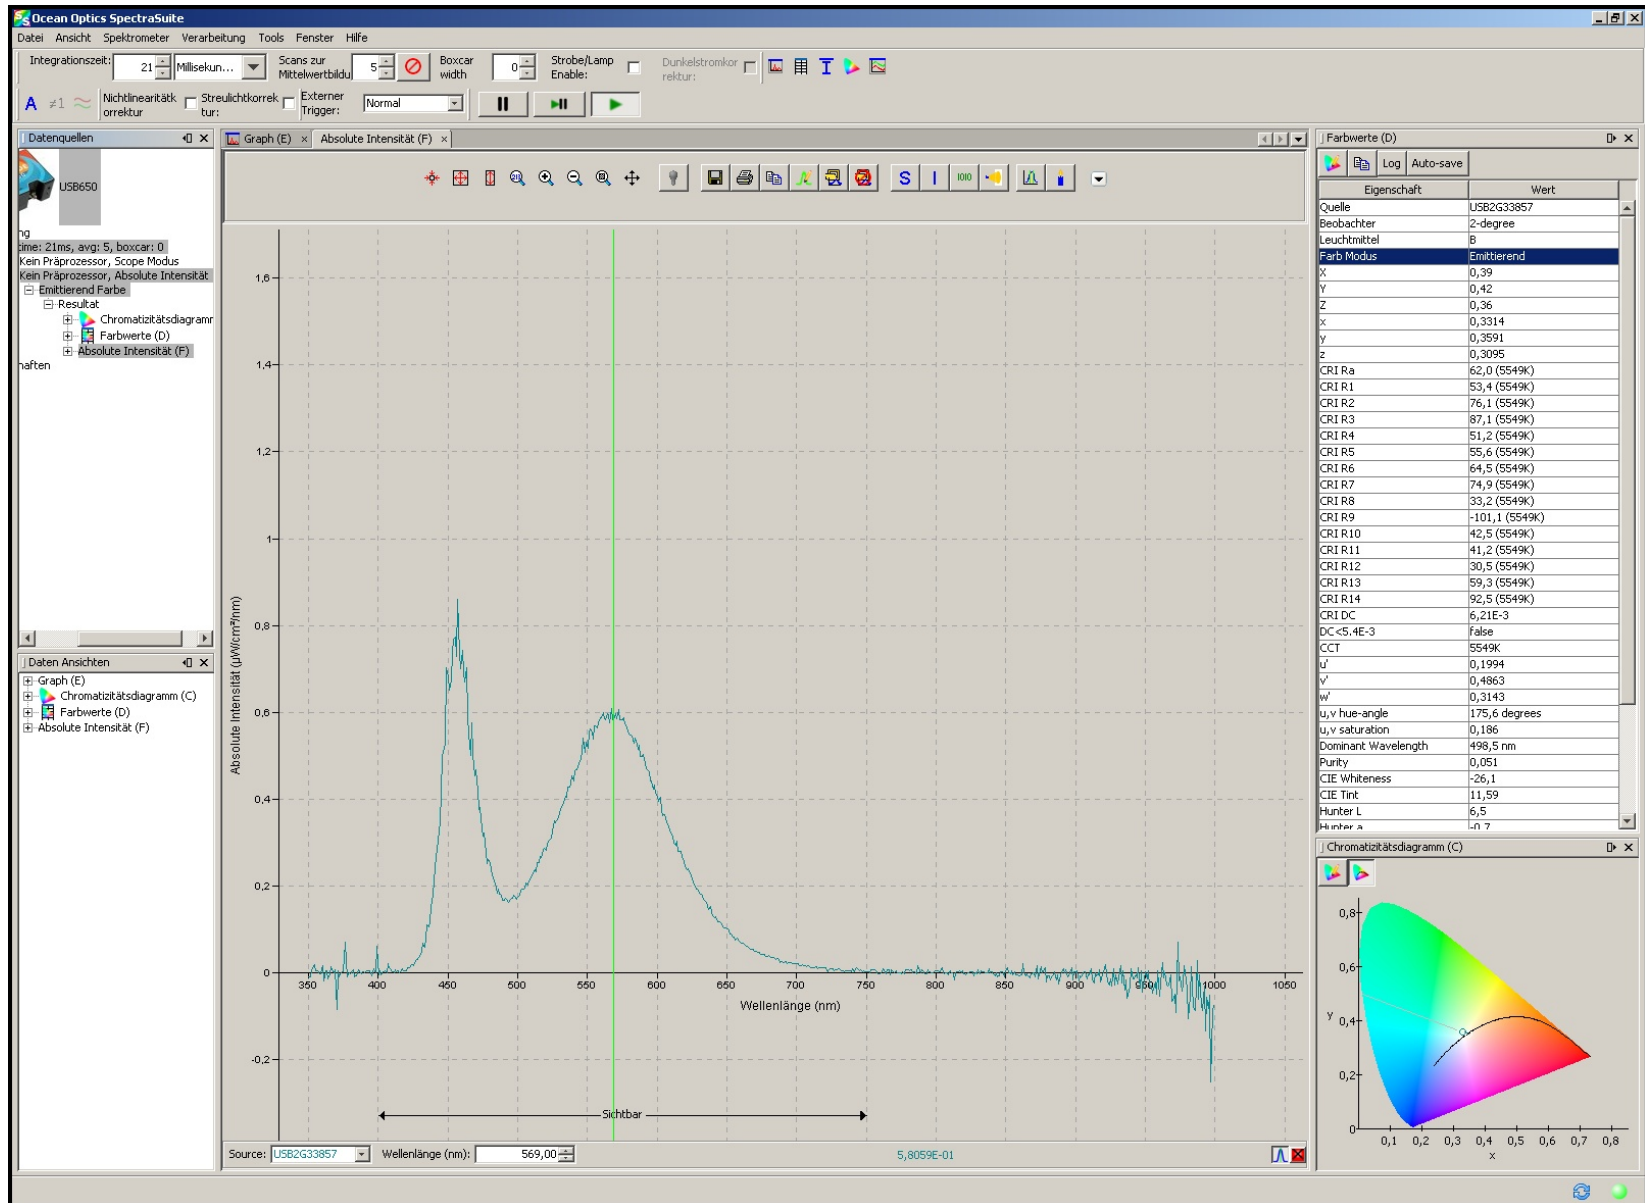 Ocean Optics SpectraSuite
Datei Ansicht Spektrometer Verarbeitung Tools Fenster Hilfe
Integrationszeit: 21 Millisekun... Scans zur Mittelwertbildu 5 Boxcar width 0 Strobe/Lamp Enable: Dunkelstromkor rektur:
A ≠1 Nichtlinearitätk orrektur Streulichtkorrek tur: Externer Trigger: Normal
Datenquellen
USB650
ng
time: 21ms, avg: 5, boxcar: 0
Kein Präprozessor, Scope Modus
Kein Präprozessor, Absolute Intensität
Emittierend Farbe
Resultat
Chromatizitätsdiagramm
Farbwerte (D)
Absolute Intensität (F)
haften
Daten Ansichten
Graph (E)
Chromatizitätsdiagramm (C)
Farbwerte (D)
Absolute Intensität (F)
Graph (E) Absolute Intensität (F)
S I 1010
1,6
1,4
1,2
1
0,8
0,6
0,4
0,2
0
-0,2
Absolute Intensität (µW/cm²/nm)
350 400 450 500 550 600 650 700 750 800 850 900 950 1000 1050
Wellenlänge (nm)
Sichtbar
Source: USB2G33857 Wellenlänge (nm): 569,00 5,8059E-01
Farbwerte (D)
Log Auto-save
Eigenschaft Wert
Quelle USB2G33857
Beobachter 2-degree
Leuchtmittel B
Farb Modus Emittierend
X 0,39
Y 0,42
Z 0,36
x 0,3314
y 0,3591
z 0,3095
CRI Ra 62,0 (5549K)
CRI R1 53,4 (5549K)
CRI R2 76,1 (5549K)
CRI R3 87,1 (5549K)
CRI R4 51,2 (5549K)
CRI R5 55,6 (5549K)
CRI R6 64,5 (5549K)
CRI R7 74,9 (5549K)
CRI R8 33,2 (5549K)
CRI R9 -101,1 (5549K)
CRI R10 42,5 (5549K)
CRI R11 41,2 (5549K)
CRI R12 30,5 (5549K)
CRI R13 59,3 (5549K)
CRI R14 92,5 (5549K)
CRI DC 6,21E-3
DC<5.4E-3 false
CCT 5549K
u' 0,1994
v' 0,4863
w' 0,3143
u,v hue-angle 175,6 degrees
u,v saturation 0,186
Dominant Wavelength 498,5 nm
Purity 0,051
CIE Whiteness -26,1
CIE Tint 11,59
Hunter L 6,5
Hunter a -0,7
Chromatizitätsdiagramm (C)
0,8
0,6
y 0,4
0,2
0
0,1 0,2 0,3 0,4 0,5 0,6 0,7 0,8
x